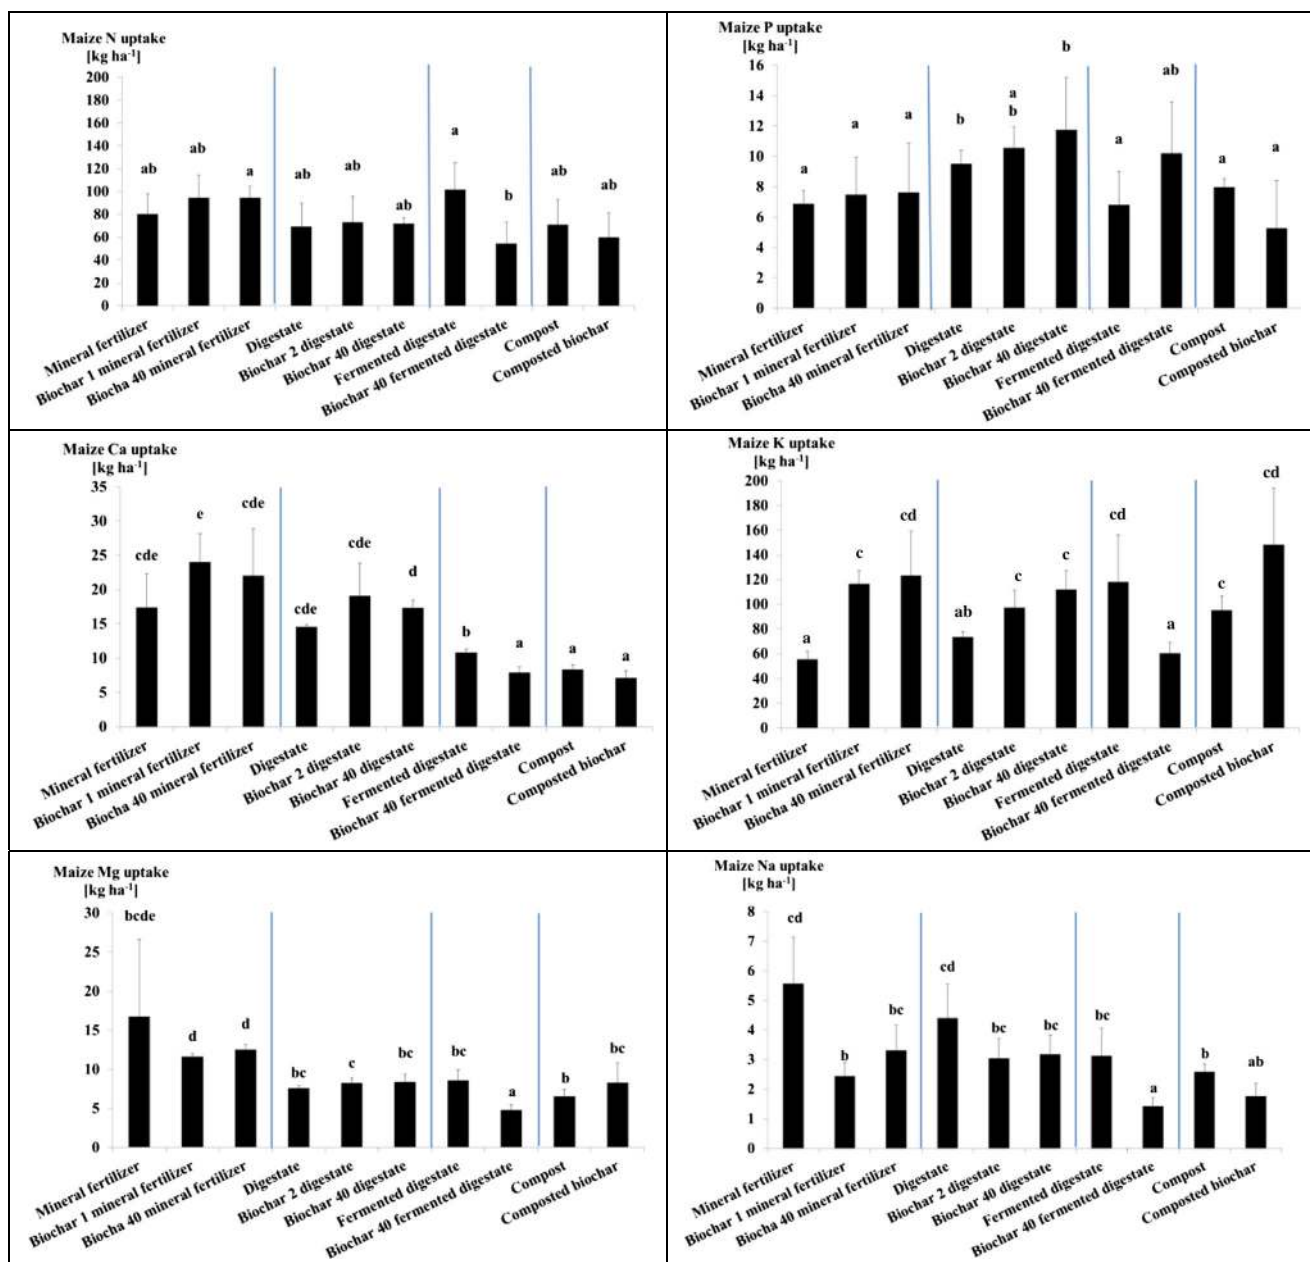 Maize N uptake
[kg ha-1]
200
180
160
140
120
100
80
60
40
20
0
ab
ab
a
ab
ab
ab
a
b
ab
ab
Mineral fertilizer
Biochar 1 mineral fertilizer
Biocha 40 mineral fertilizer
Digestate
Biochar 2 digestate
Biochar 40 digestate
Fermented digestate
Biochar 40 fermented digestate
Compost
Composted biochar
Maize P uptake
[kg ha-1]
16
14
12
10
8
6
4
2
0
a
a
a
b
a
b
b
a
ab
a
a
Mineral fertilizer
Biochar 1 mineral fertilizer
Biocha 40 mineral fertilizer
Digestate
Biochar 2 digestate
Biochar 40 digestate
Fermented digestate
Biochar 40 fermented digestate
Compost
Composted biochar
Maize Ca uptake
[kg ha-1]
35
30
25
20
15
10
5
0
cde
e
cde
cde
cde
d
b
a
a
a
Mineral fertilizer
Biochar 1 mineral fertilizer
Biocha 40 mineral fertilizer
Digestate
Biochar 2 digestate
Biochar 40 digestate
Fermented digestate
Biochar 40 fermented digestate
Compost
Composted biochar
Maize K uptake
[kg ha-1]
200
180
160
140
120
100
80
60
40
20
0
a
c
cd
ab
c
c
cd
a
c
cd
Mineral fertilizer
Biochar 1 mineral fertilizer
Biocha 40 mineral fertilizer
Digestate
Biochar 2 digestate
Biochar 40 digestate
Fermented digestate
Biochar 40 fermented digestate
Compost
Composted biochar
Maize Mg uptake
[kg ha-1]
30
25
20
15
10
5
0
bcde
d
d
bc
c
bc
bc
a
b
bc
Mineral fertilizer
Biochar 1 mineral fertilizer
Biocha 40 mineral fertilizer
Digestate
Biochar 2 digestate
Biochar 40 digestate
Fermented digestate
Biochar 40 fermented digestate
Compost
Composted biochar
Maize Na uptake
[kg ha-1]
8
7
6
5
4
3
2
1
0
cd
b
bc
cd
bc
bc
bc
a
b
ab
Mineral fertilizer
Biochar 1 mineral fertilizer
Biocha 40 mineral fertilizer
Digestate
Biochar 2 digestate
Biochar 40 digestate
Fermented digestate
Biochar 40 fermented digestate
Compost
Composted biochar